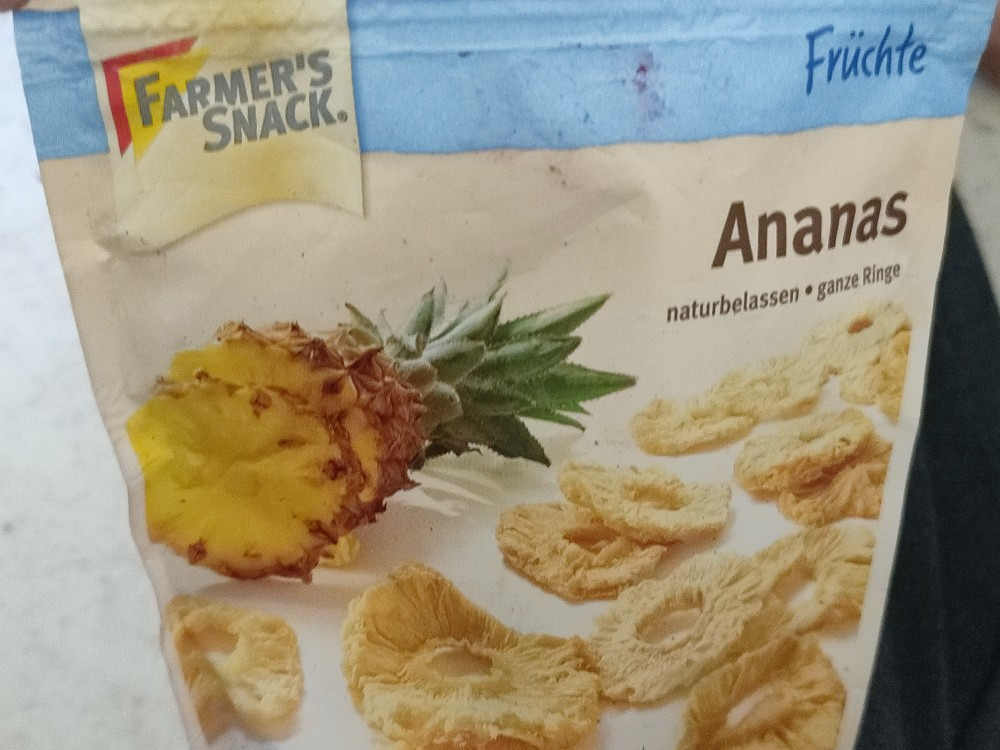 FARMER'S
SNACK.
Früchte
Ananas
naturbelassen • ganze Ringe